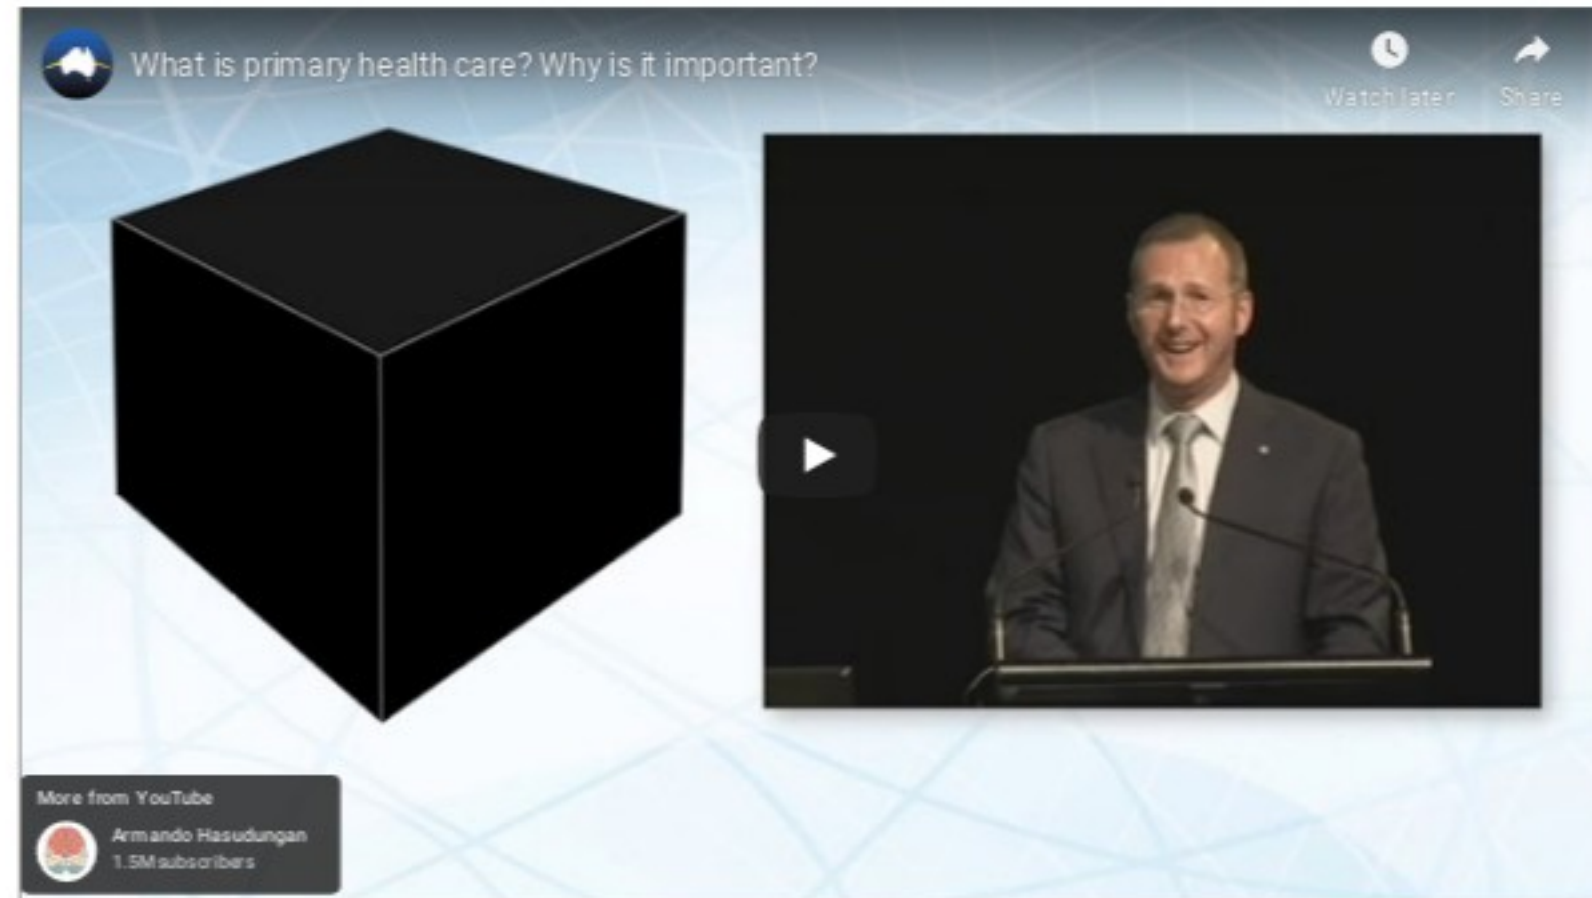 What is primary health care? Why is it important?
Watch later
Share
More from YouTube
Armando Hasudungan
1.5M subscribers